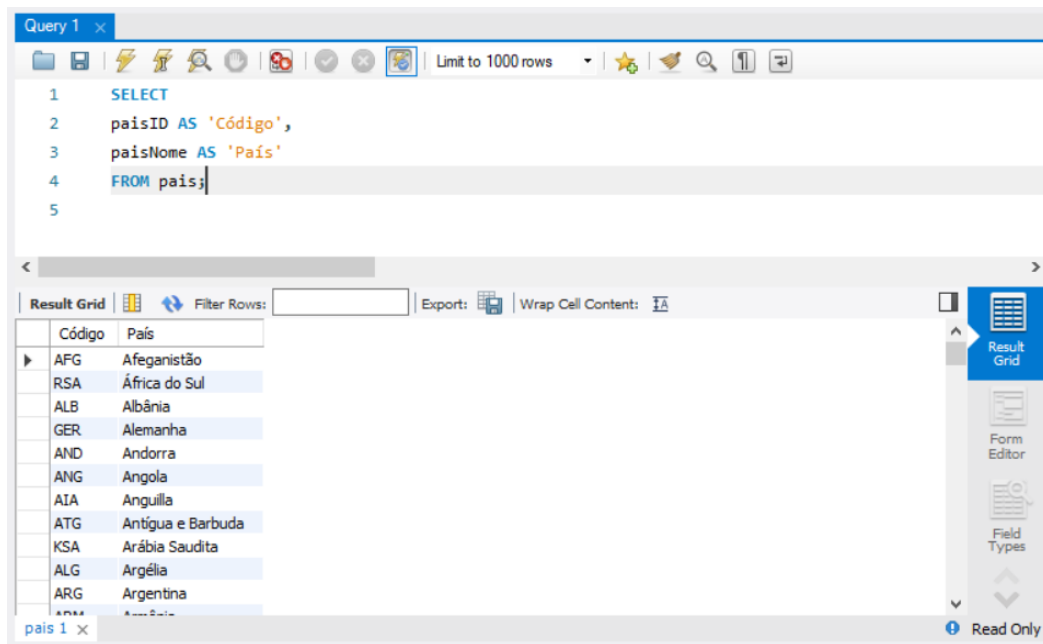 Query 1
Limit to 1000 rows
1 SELECT
2 paisID AS 'Código',
3 paisNome AS 'País'
4 FROM pais;
5
Result Grid Filter Rows: Export: Wrap Cell Content: IA
Código País
AFG Afeganistão
RSA África do Sul
ALB Albânia
GER Alemanha
AND Andorra
ANG Angola
AIA Anguilla
ATG Antígua e Barbuda
KSA Arábia Saudita
ALG Argélia
ARG Argentina
Result
Grid
Form
Editor
Field
Types
pais 1 Read Only